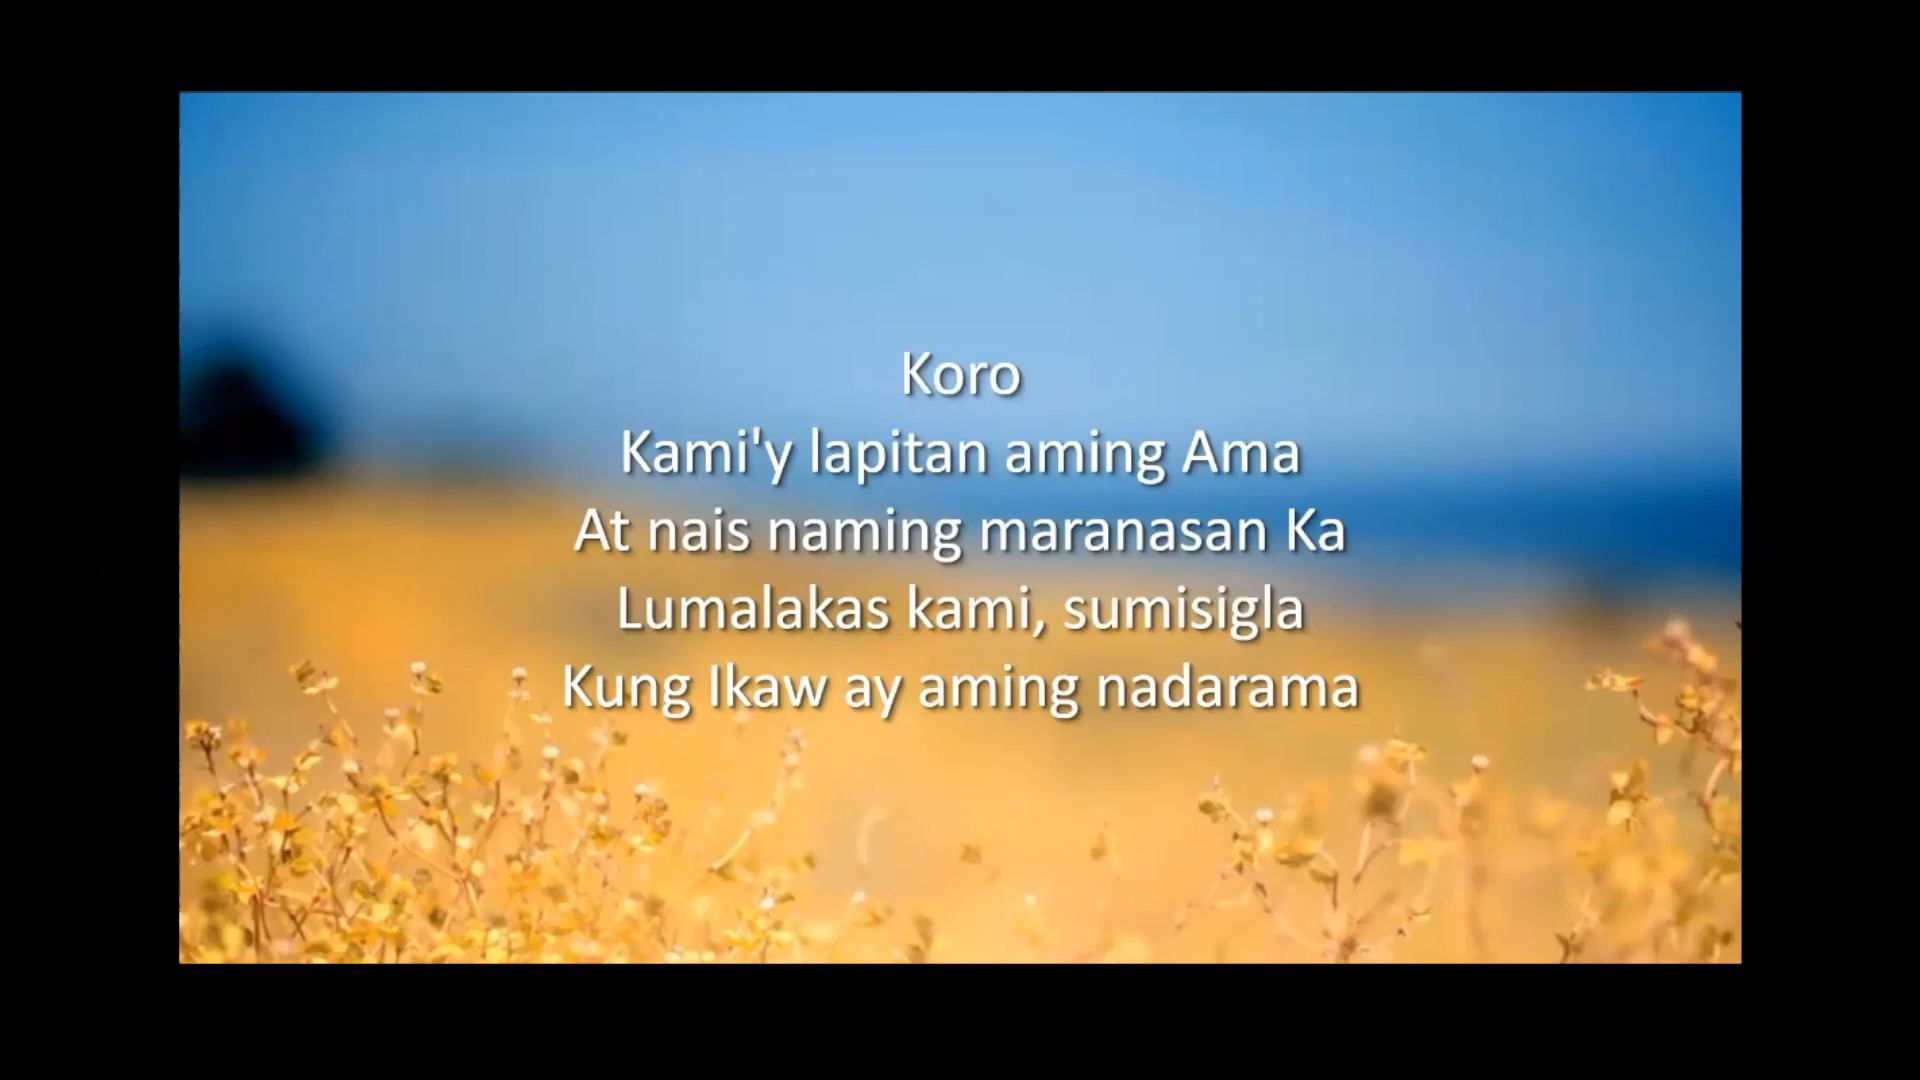 Koro
Kami'y lapitan aming Ama
At nais naming maranasan Ka
Lumalakas kami, sumisigla
Kung Ikaw ay aming nadarama